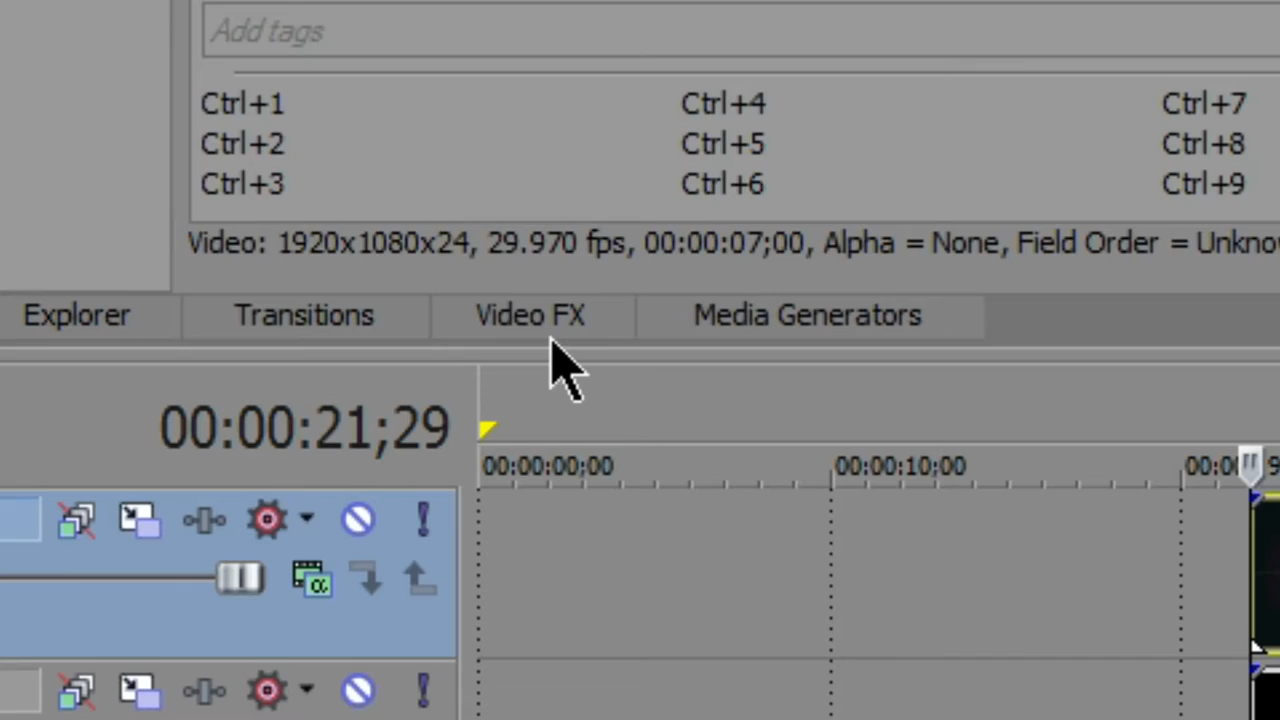 Add tags
Ctrl+1 Ctrl+4 Ctrl+7
Ctrl+2 Ctrl+5 Ctrl+8
Ctrl+3 Ctrl+6 Ctrl+9
Video: 1920x1080x24, 29.970 fps, 00:00:07;00, Alpha = None, Field Order = Unkno
Explorer Transitions Video FX Media Generators
00:00:21;29
00:00:00;00 00:00:10;00 00:00